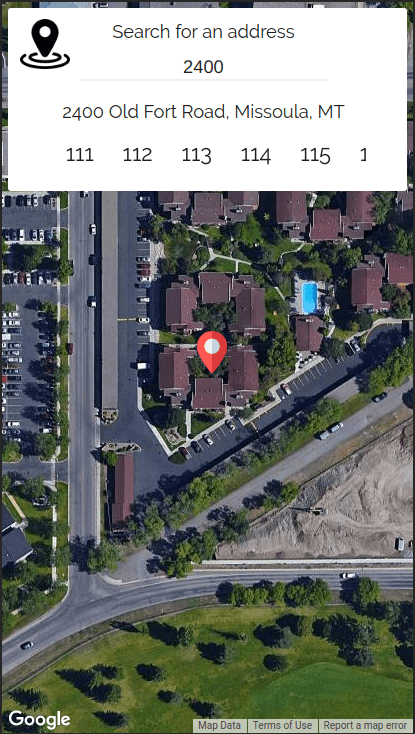 Search for an address
2400
2400 Old Fort Road, Missoula, MT
111 112 113 114 115 1
Google
Map Data Terms of Use Report a map error